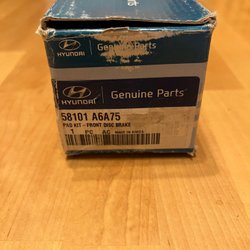 HYUNDAI Genuine Parts
HYUNDAI Genuine Parts
58101 A6A75
PAD KIT-FRONT DISC BRAKE
1 PC AC MADE IN KOREA